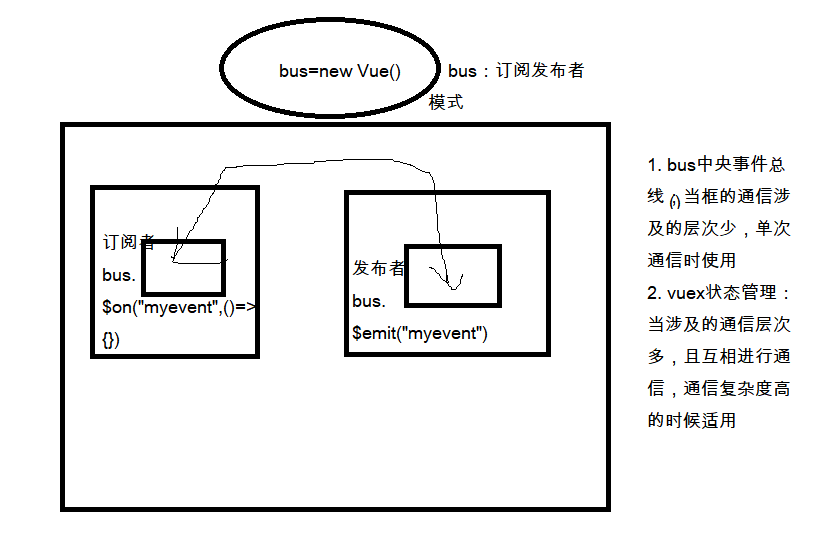 bus=new Vue()
bus：订阅发布者
模式
订阅者
bus.
$on("myevent",()=>
{})
发布者
bus.
$emit("myevent")
1. bus中央事件总
线 当框的通信涉
及的层次少，单次
通信时使用
2. vuex状态管理：
当涉及的通信层次
多，且互相进行通
信，通信复杂度高
的时候适用